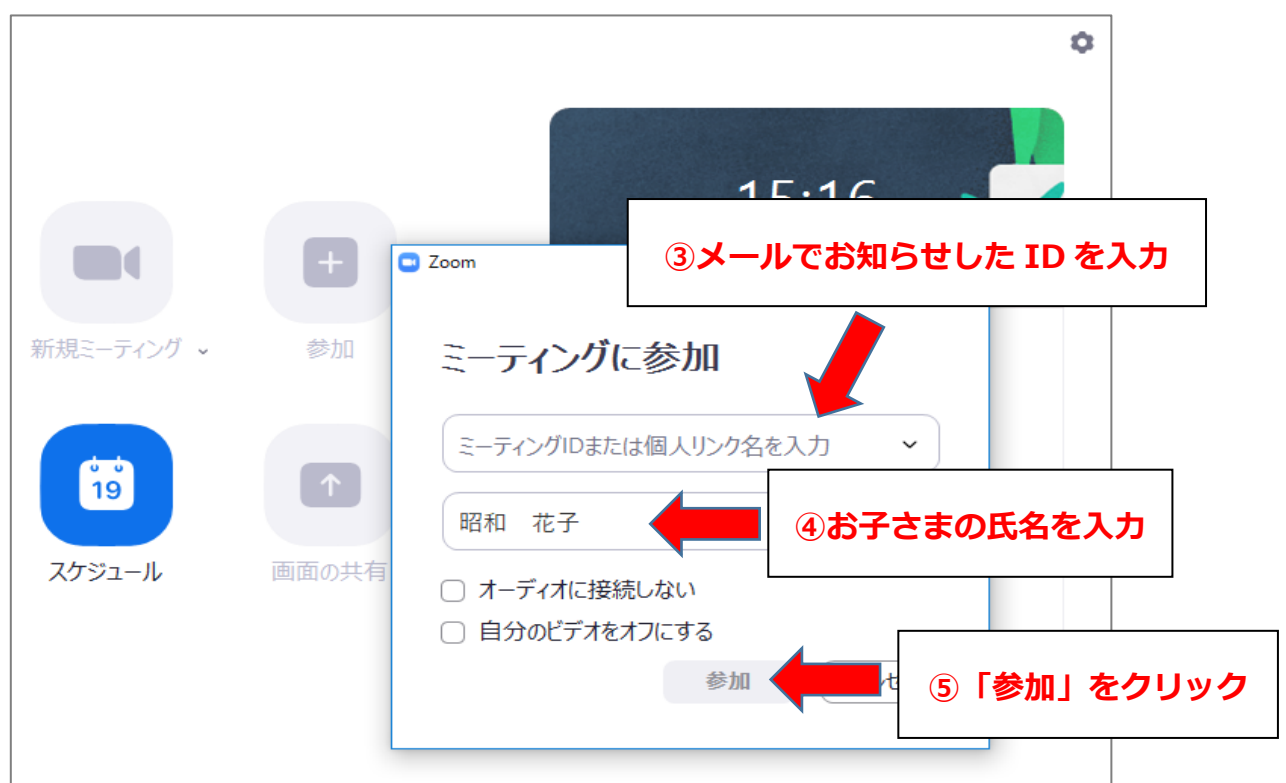 15:16
③メールでお知らせした ID を入力
Zoom
新規ミーティング
参加
ミーティングに参加
ミーティングIDまたは個人リンク名を入力
19
昭和　花子
④お子さまの氏名を入力
スケジュール
画面の共有
オーディオに接続しない
自分のビデオをオフにする
参加
⑤「参加」をクリック